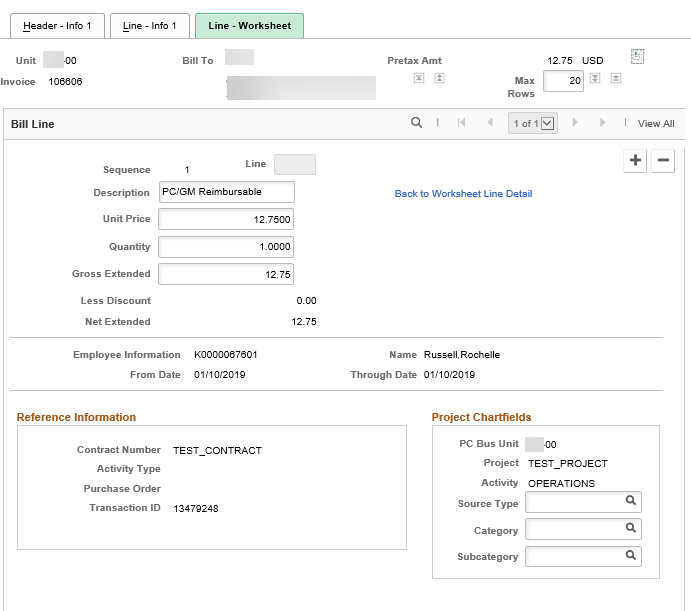 Header - Info 1 Line - Info 1 Line - Worksheet
Unit -00 Bill To Pretax Amt 12.75 USD
Invoice 106606 Max Rows 20
Bill Line 1 of 1 View All
Sequence 1 Line
Description PC/GM Reimbursable Back to Worksheet Line Detail
Unit Price 12.7500
Quantity 1.0000
Gross Extended 12.75
Less Discount 0.00
Net Extended 12.75
Employee Information K0000067601 Name Russell,Rochelle
From Date 01/10/2019 Through Date 01/10/2019
Reference Information
Contract Number TEST_CONTRACT
Activity Type
Purchase Order
Transaction ID 13479248
Project Chartfields
PC Bus Unit -00
Project TEST_PROJECT
Activity OPERATIONS
Source Type
Category
Subcategory